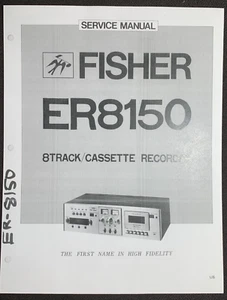 SERVICE MANUAL
FISHER
ER8150
8TRACK/CASSETTE RECORDER
THE FIRST NAME IN HIGH FIDELITY
ER-8150